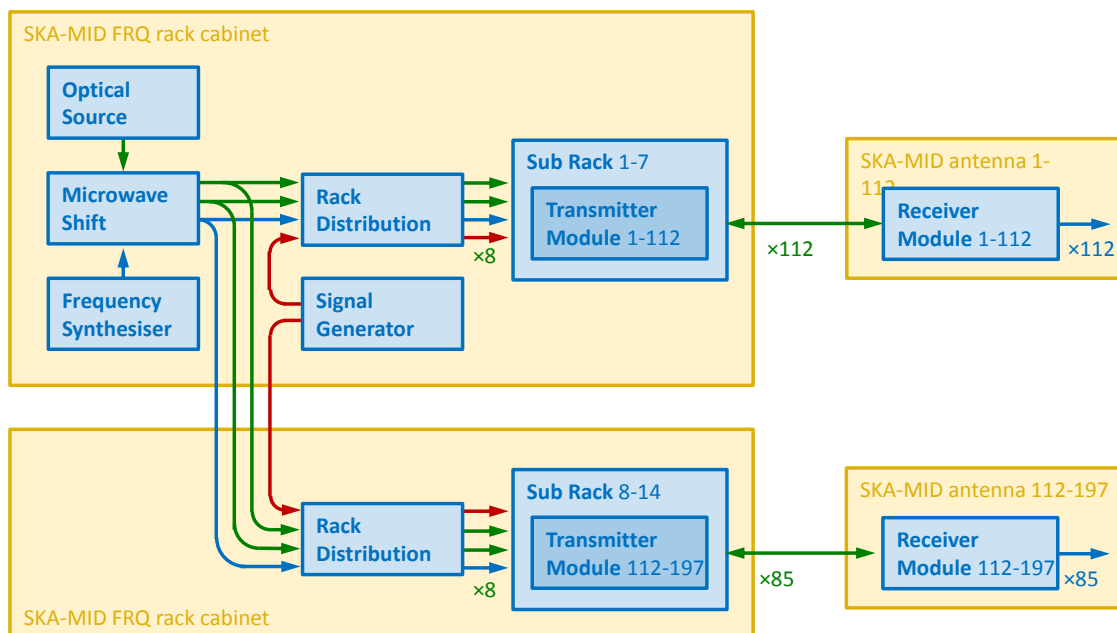 SKA-MID FRQ rack cabinet
Optical
Source
Microwave
Shift
Frequency
Synthesiser
Rack
Distribution
×8
Signal
Generator
Sub Rack 1-7
Transmitter
Module 1-112
×112
SKA-MID antenna 1-
112
Receiver
Module 1-112
×112
Rack
Distribution
×8
Sub Rack 8-14
Transmitter
Module 112-197
×85
SKA-MID antenna 112-197
Receiver
Module 112-197
×85
SKA-MID FRQ rack cabinet